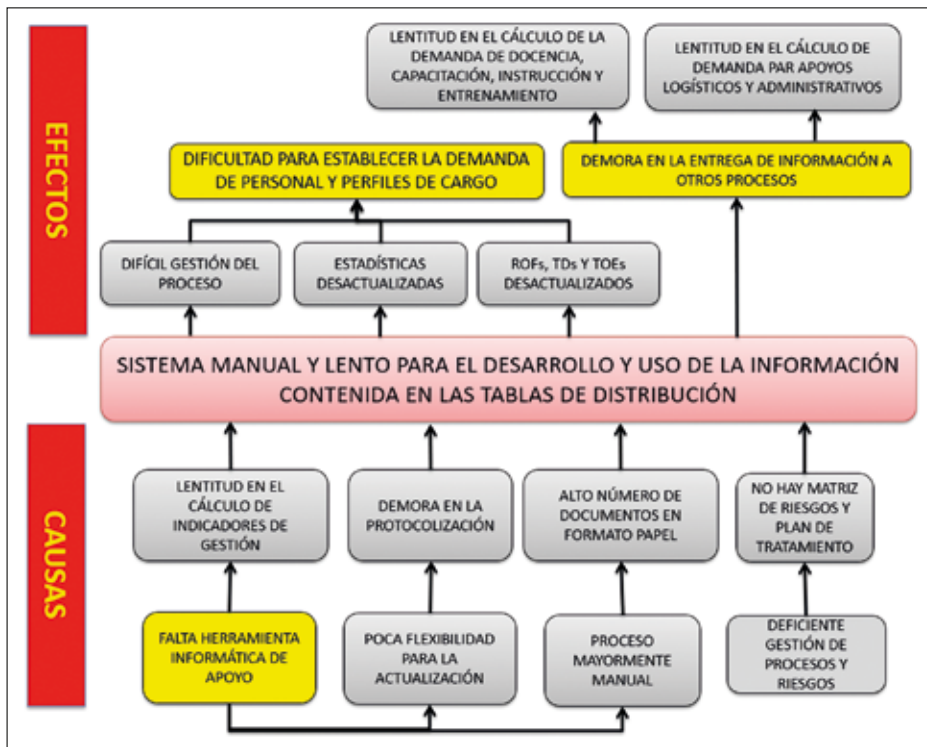 EFECTOS
LENTITUD EN EL CÁLCULO DE LA
DEMANDA DE DOCENCIA,
CAPACITACIÓN, INSTRUCCIÓN Y
ENTRENAMIENTO
LENTITUD EN EL CÁLCULO DE
DEMANDA PAR APOYOS
LOGÍSTICOS Y ADMINISTRATIVOS
DIFICULTAD PARA ESTABLECER LA DEMANDA
DE PERSONAL Y PERFILES DE CARGO
DEMORA EN LA ENTREGA DE INFORMACIÓN A
OTROS PROCESOS
DIFÍCIL GESTIÓN DEL
PROCESO
ESTADÍSTICAS
DESACTUALIZADAS
ROFs, TDs Y TOEs
DESACTUALIZADOS
SISTEMA MANUAL Y LENTO PARA EL DESARROLLO Y USO DE LA INFORMACIÓN
CONTENIDA EN LAS TABLAS DE DISTRIBUCIÓN
CAUSAS
LENTITUD EN EL
CÁLCULO DE
INDICADORES DE
GESTIÓN
DEMORA EN LA
PROTOCOLIZACIÓN
ALTO NÚMERO DE
DOCUMENTOS EN
FORMATO PAPEL
NO HAY MATRIZ
DE RIESGOS Y
PLAN DE
TRATAMIENTO
FALTA HERRAMIENTA
INFORMÁTICA DE
APOYO
POCA FLEXIBILIDAD
PARA LA
ACTUALIZACIÓN
PROCESO
MAYORMENTE
MANUAL
DEFICIENTE
GESTIÓN DE
PROCESOS Y
RIESGOS